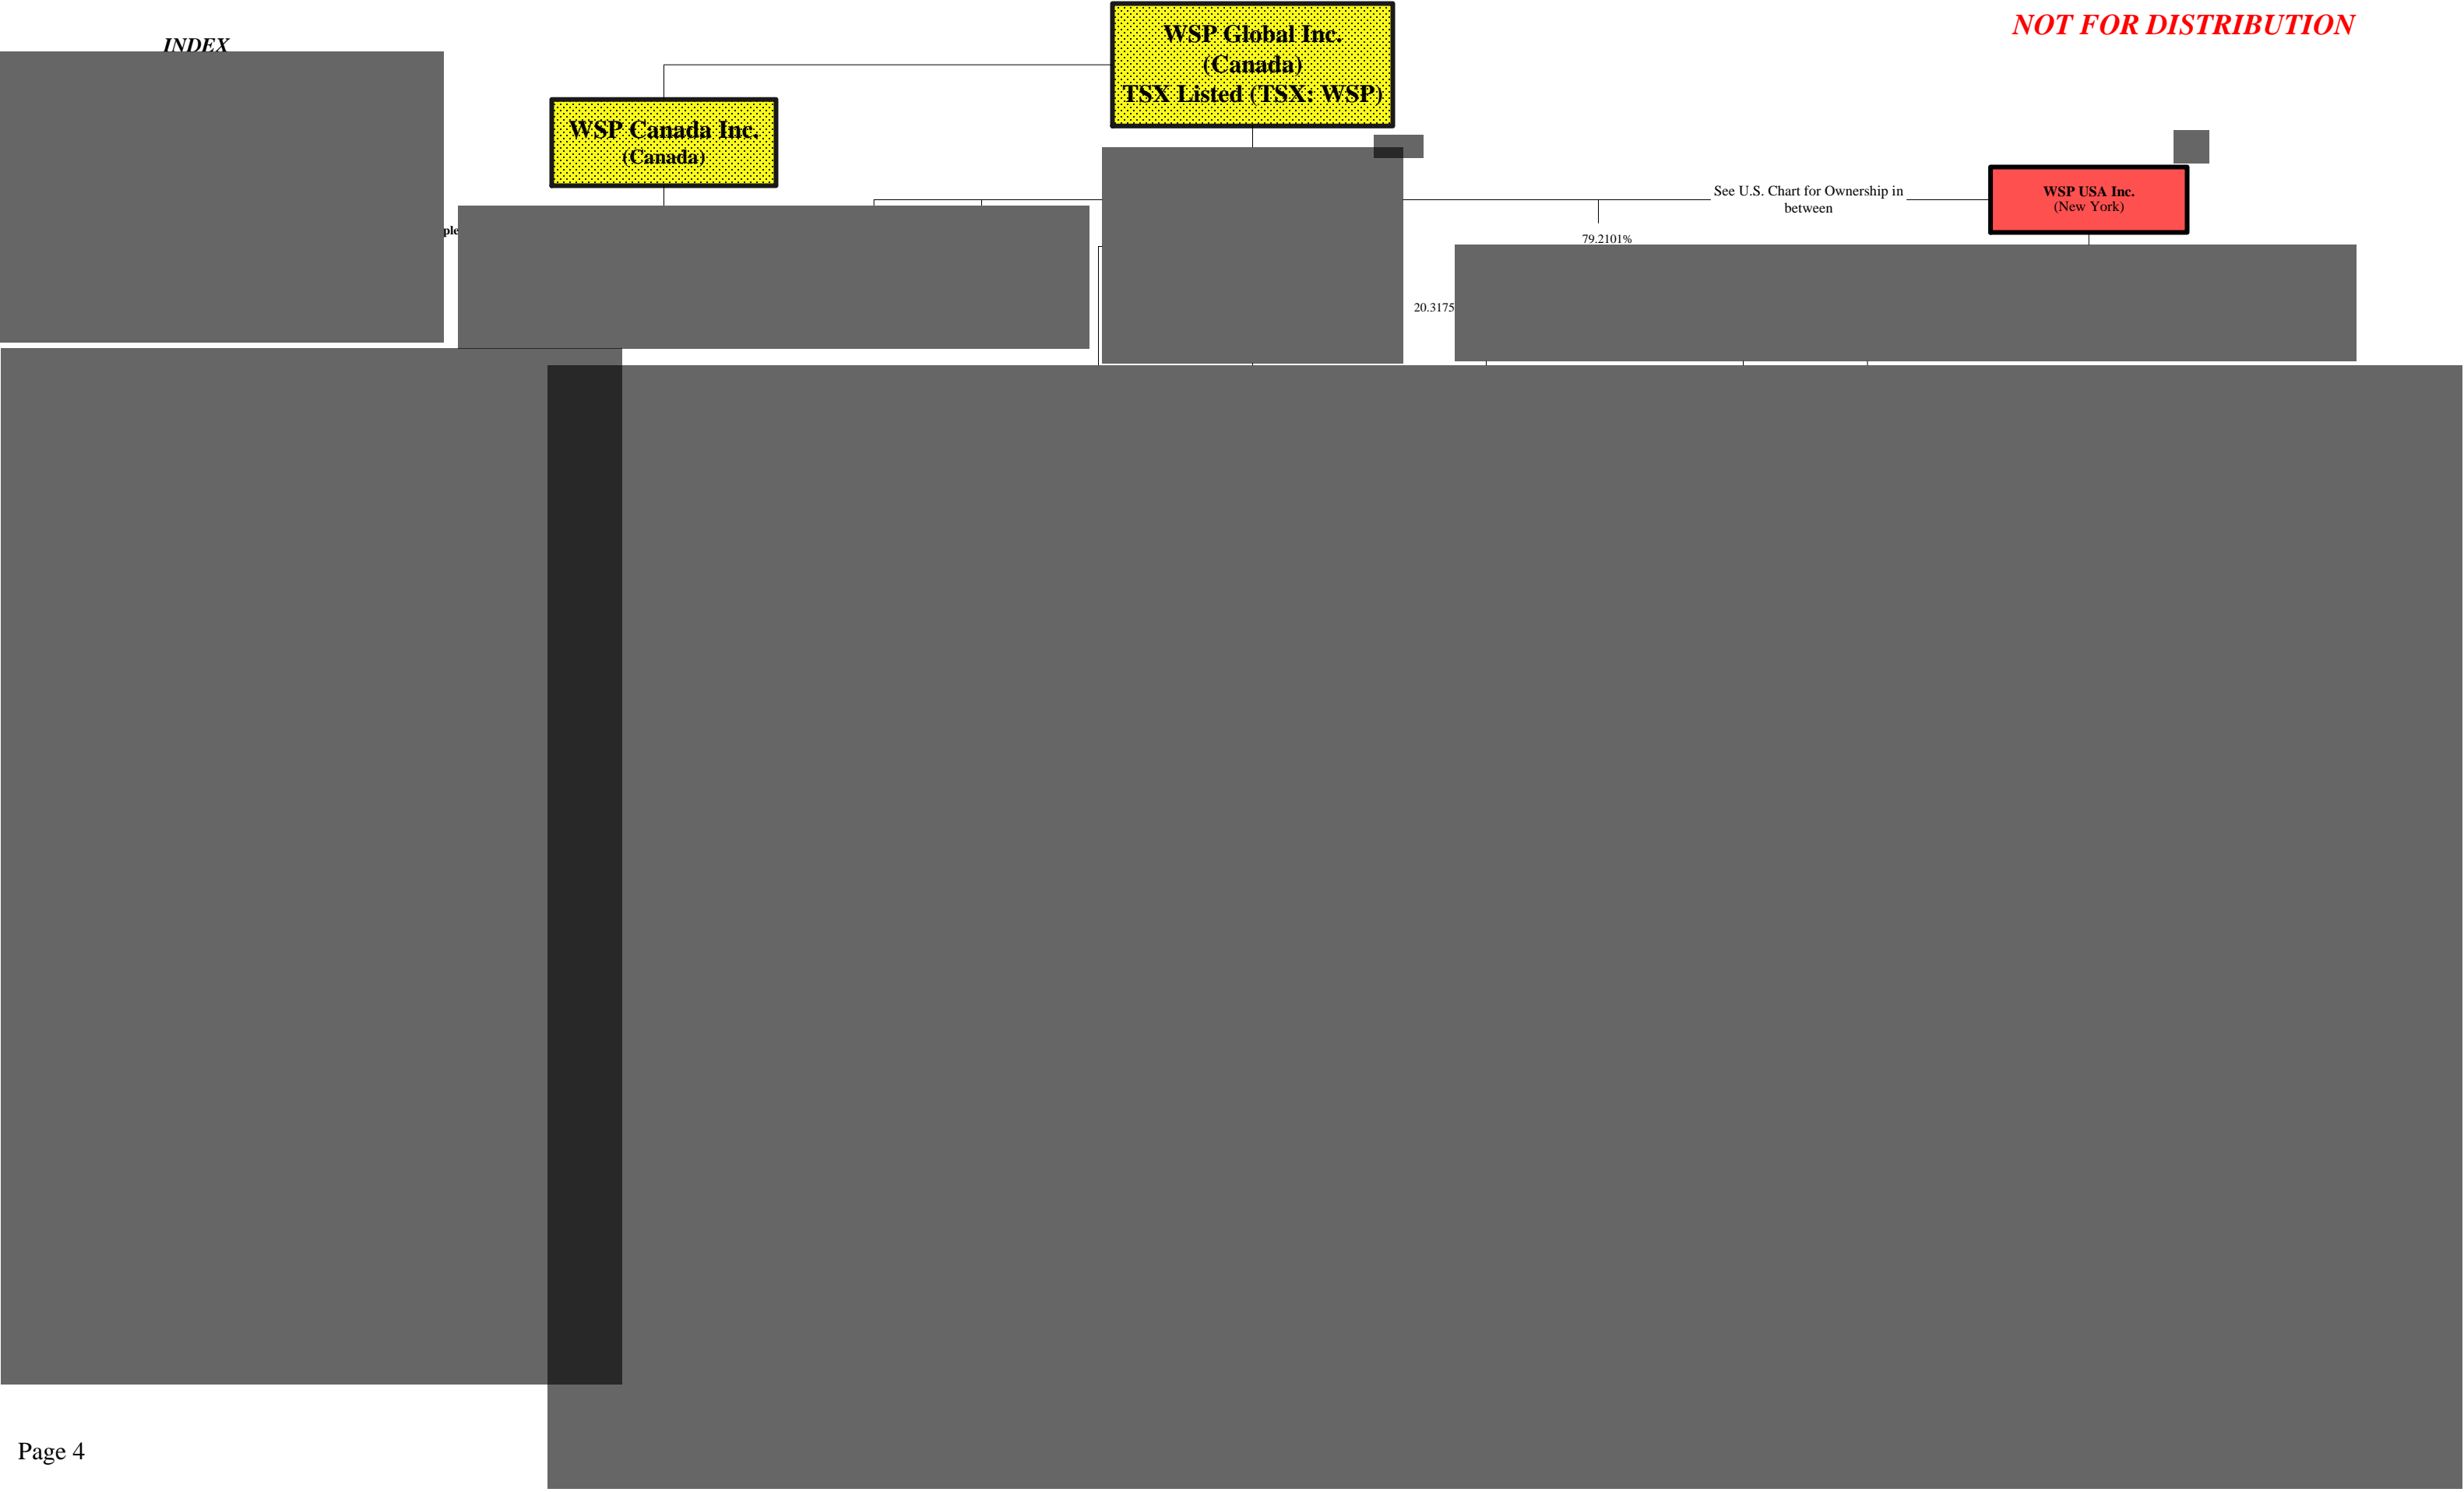 NOT FOR DISTRIBUTION
INDEX
WSP Global Inc.
(Canada)
TSX Listed (TSX: WSP)
WSP Canada Inc.
(Canada)
See U.S. Chart for Ownership in
between
WSP USA Inc.
(New York)
ple
79.2101%
20.3175
Page 4